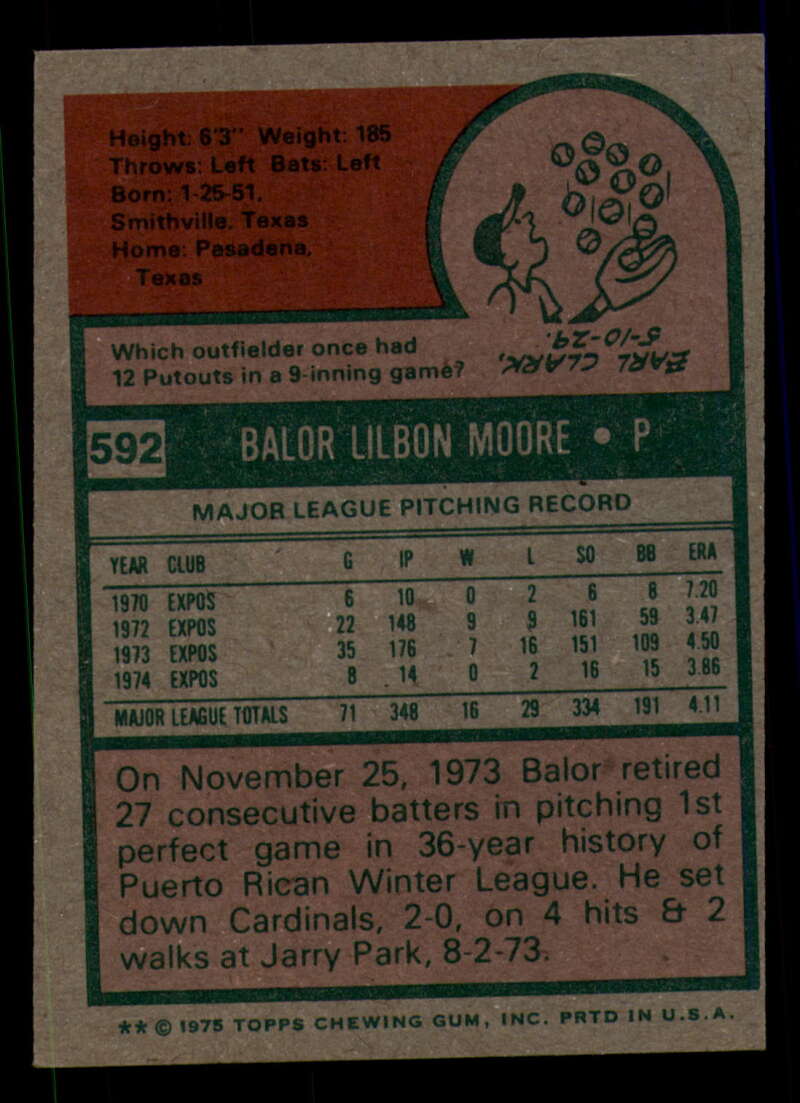 Height: 6'3" Weight: 185
Throws: Left Bats: Left
Born: 1-25-51,
Smithville, Texas
Home: Pasadena,
Texas
Which outfielder once had
12 Putouts in a 9-inning game?
EARL CLARK,
5-10-29.
592 BALOR LILBON MOORE • P
MAJOR LEAGUE PITCHING RECORD
YEAR CLUB G IP W L SO BB ERA
1970 EXPOS 6 10 0 2 6 8 7.20
1972 EXPOS 22 148 9 9 161 59 3.47
1973 EXPOS 35 176 7 16 151 109 4.50
1974 EXPOS 8 14 0 2 16 15 3.86
MAJOR LEAGUE TOTALS 71 348 16 29 334 191 4.11
On November 25, 1973 Balor retired
27 consecutive batters in pitching 1st
perfect game in 36-year history of
Puerto Rican Winter League. He set
down Cardinals, 2-0, on 4 hits & 2
walks at Jarry Park, 8-2-73.
** © 1975 TOPPS CHEWING GUM, INC. PRTD IN U.S.A.